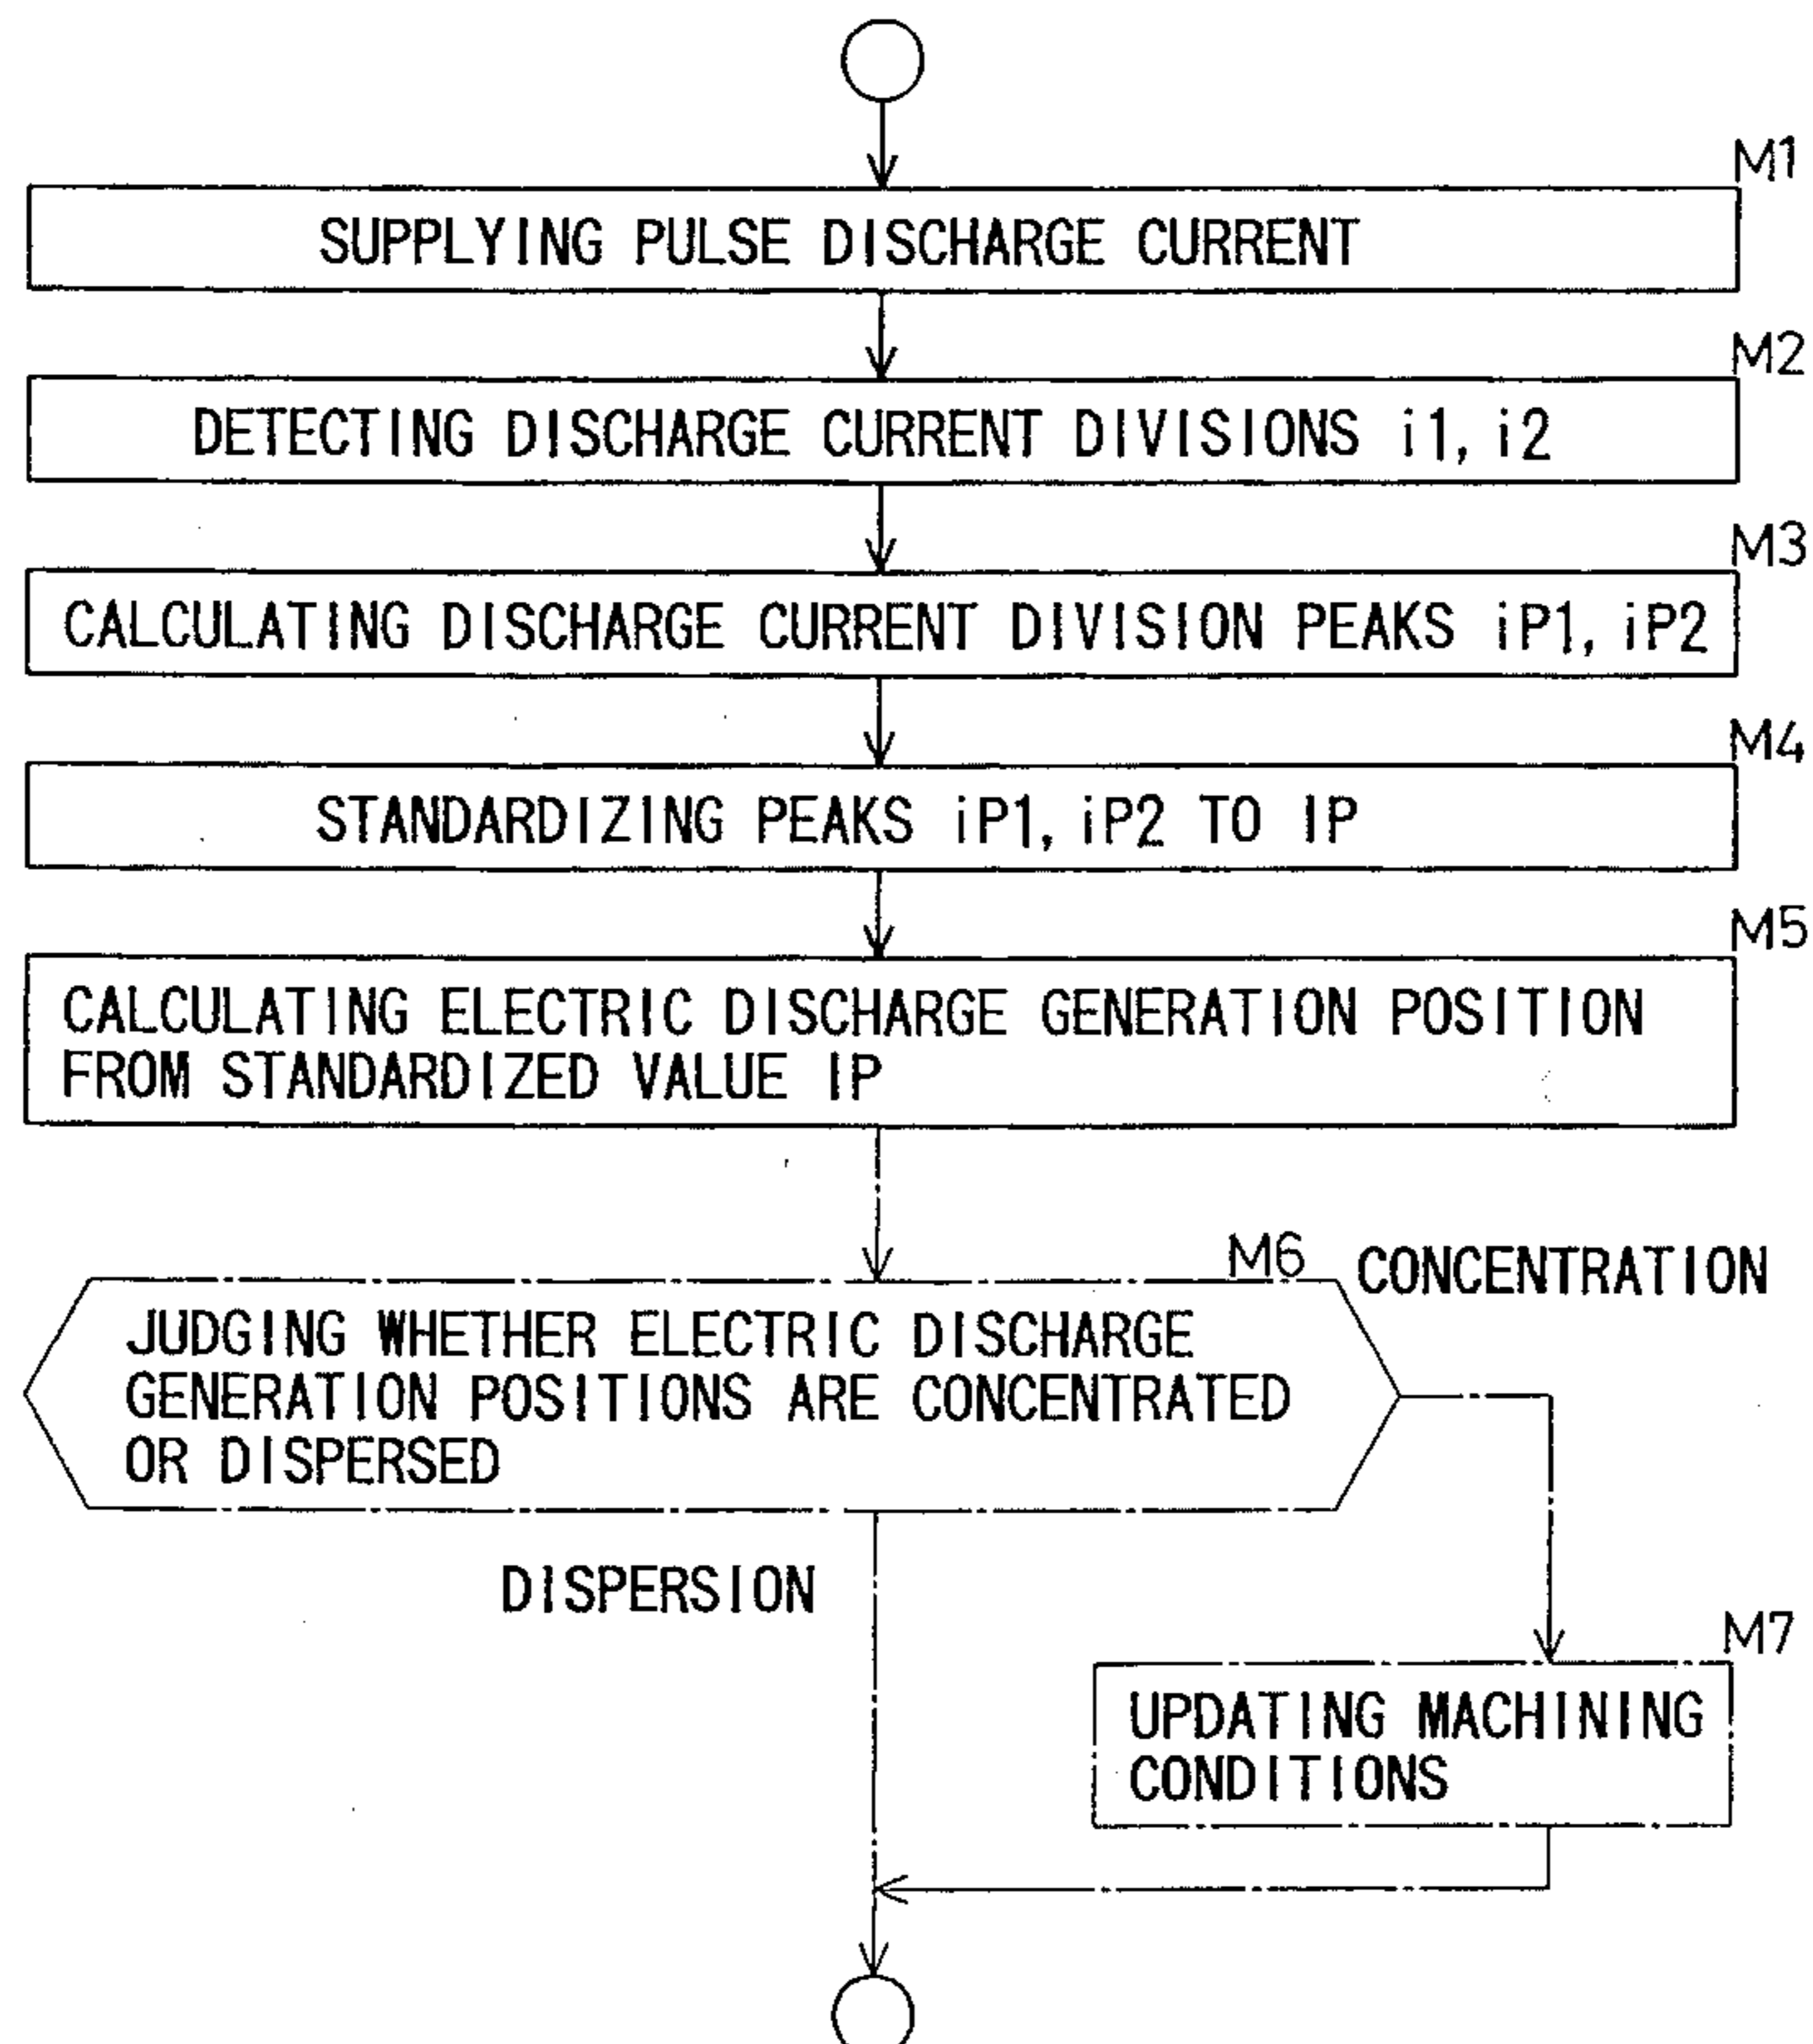 M1
SUPPLYING PULSE DISCHARGE CURRENT
M2
DETECTING DISCHARGE CURRENT DIVISIONS i1, i2
M3
CALCULATING DISCHARGE CURRENT DIVISION PEAKS iP1, iP2
M4
STANDARDIZING PEAKS iP1, iP2 TO IP
M5
CALCULATING ELECTRIC DISCHARGE GENERATION POSITION
FROM STANDARDIZED VALUE IP
M6
CONCENTRATION
JUDGING WHETHER ELECTRIC DISCHARGE
GENERATION POSITIONS ARE CONCENTRATED
OR DISPERSED
DISPERSION
M7
UPDATING MACHINING
CONDITIONS